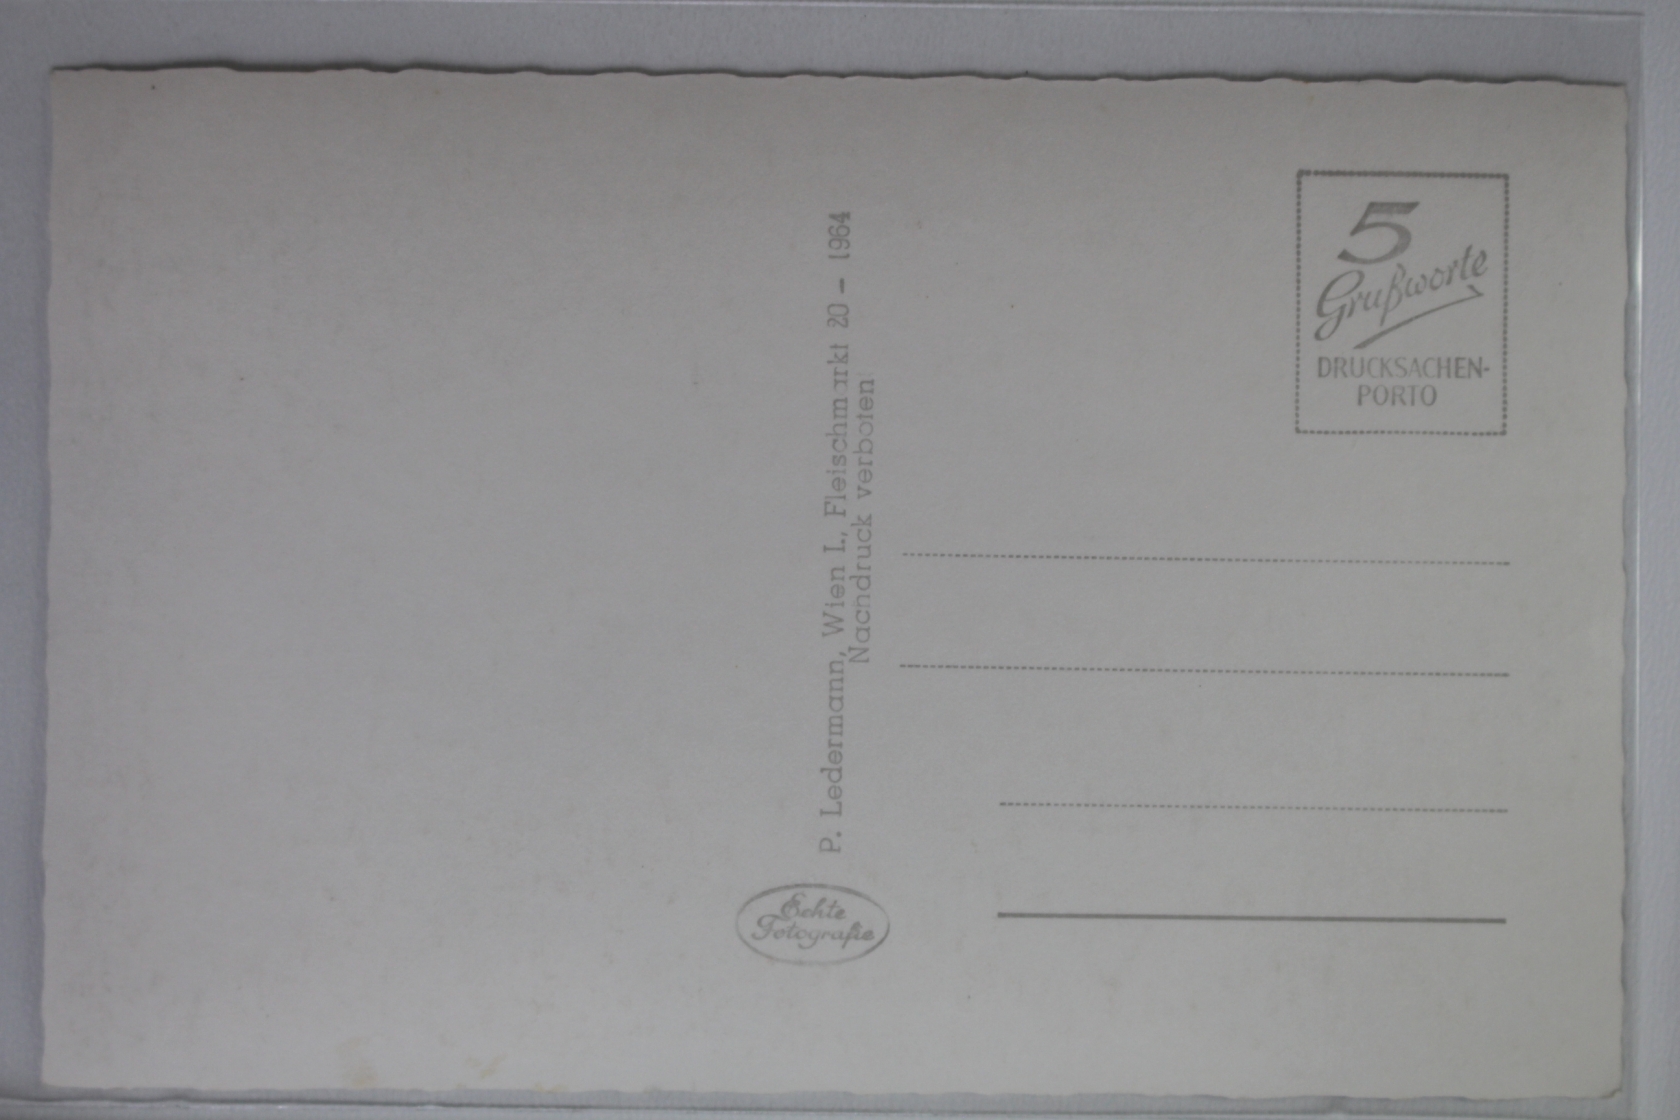 5
Grußworte
DRUCKSACHEN-
PORTO
P. Ledermann, Wien I., Fleischmarkt 20 – 1964
Nachdruck verboten
Echte
Fotografie